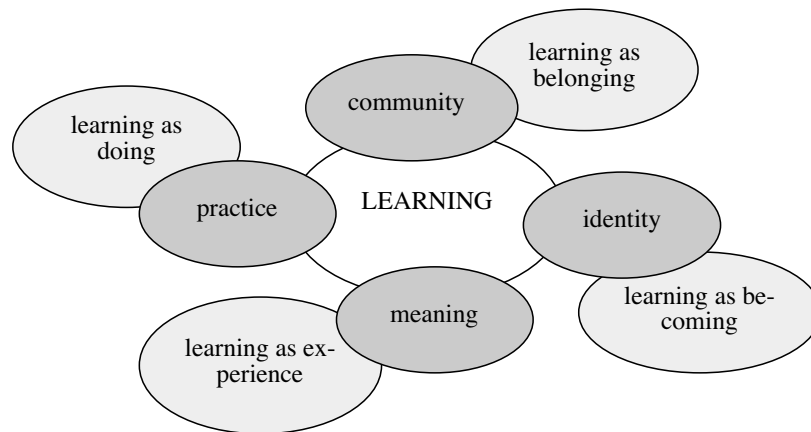 learning as
belonging
community
learning as
doing
practice
LEARNING
identity
learning as be-
coming
meaning
learning as ex-
perience